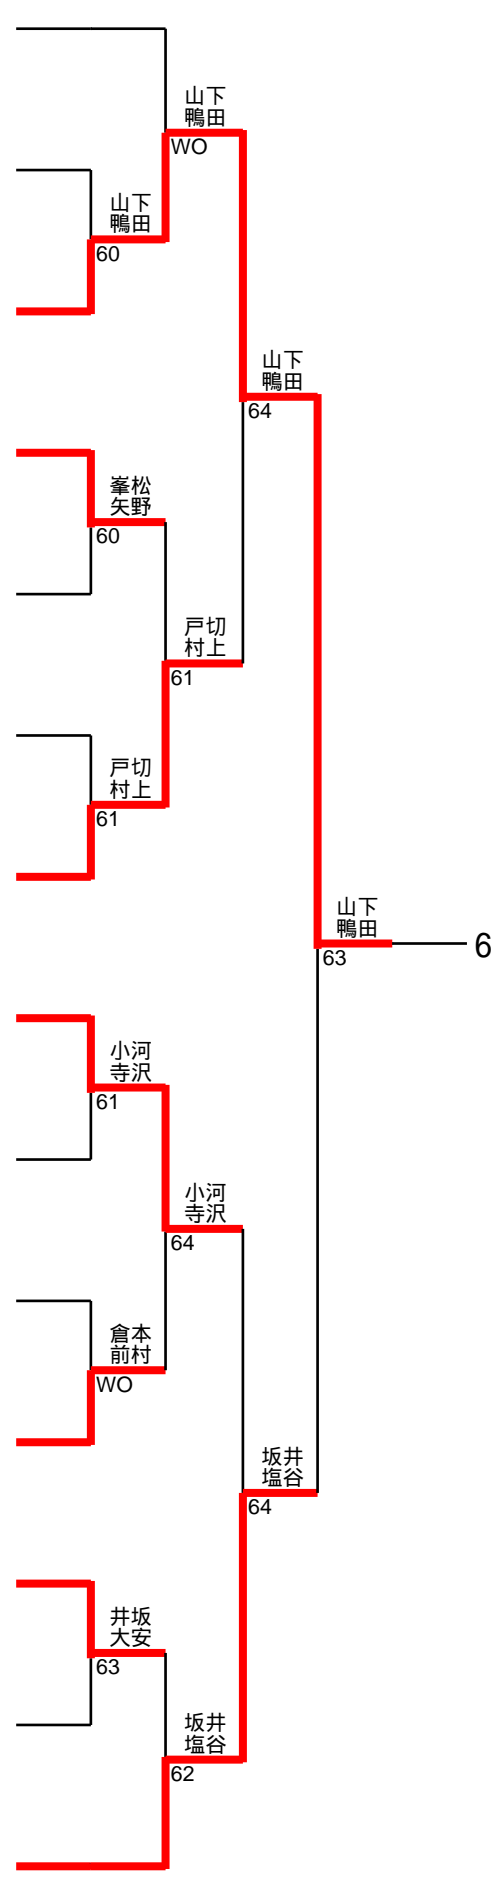 山下
鴨田
WO
山下
鴨田
60
山下
鴨田
64
峯松
矢野
60
戸切
村上
61
戸切
村上
61
山下
鴨田
63
6
小河
寺沢
61
小河
寺沢
64
倉本
前村
WO
坂井
塩谷
64
井坂
大安
63
坂井
塩谷
62